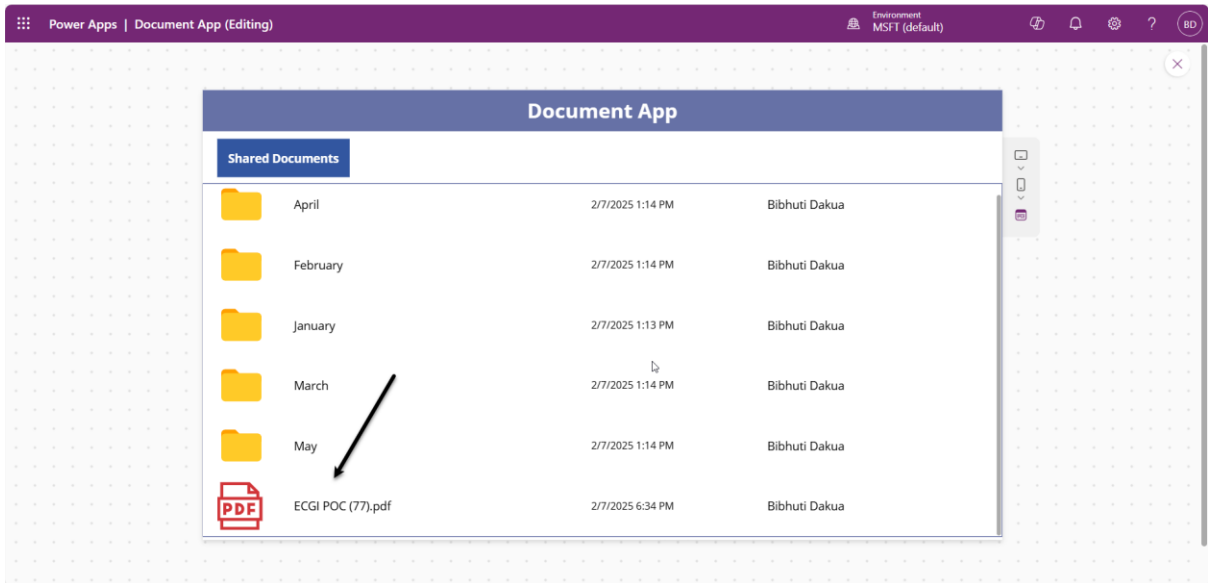 Power Apps | Document App (Editing)
Environment
MSFT (default)
?
BD
Document App
Shared Documents
April 2/7/2025 1:14 PM Bibhuti Dakua
February 2/7/2025 1:14 PM Bibhuti Dakua
January 2/7/2025 1:13 PM Bibhuti Dakua
March 2/7/2025 1:14 PM Bibhuti Dakua
May 2/7/2025 1:14 PM Bibhuti Dakua
PDF ECGI POC (77).pdf 2/7/2025 6:34 PM Bibhuti Dakua